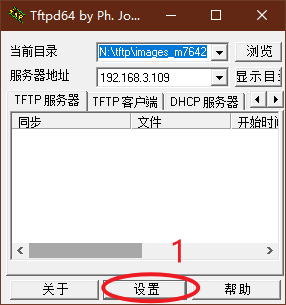 Tftpd64 by Ph. Jo...
当前目录 N:\tftp\images_m7642 浏览
服务器地址 192.168.3.109 显示目
TFTP 服务器 TFTP 客户端 DHCP 服务器
同步 文件 开始时
1
关于 设置 帮助